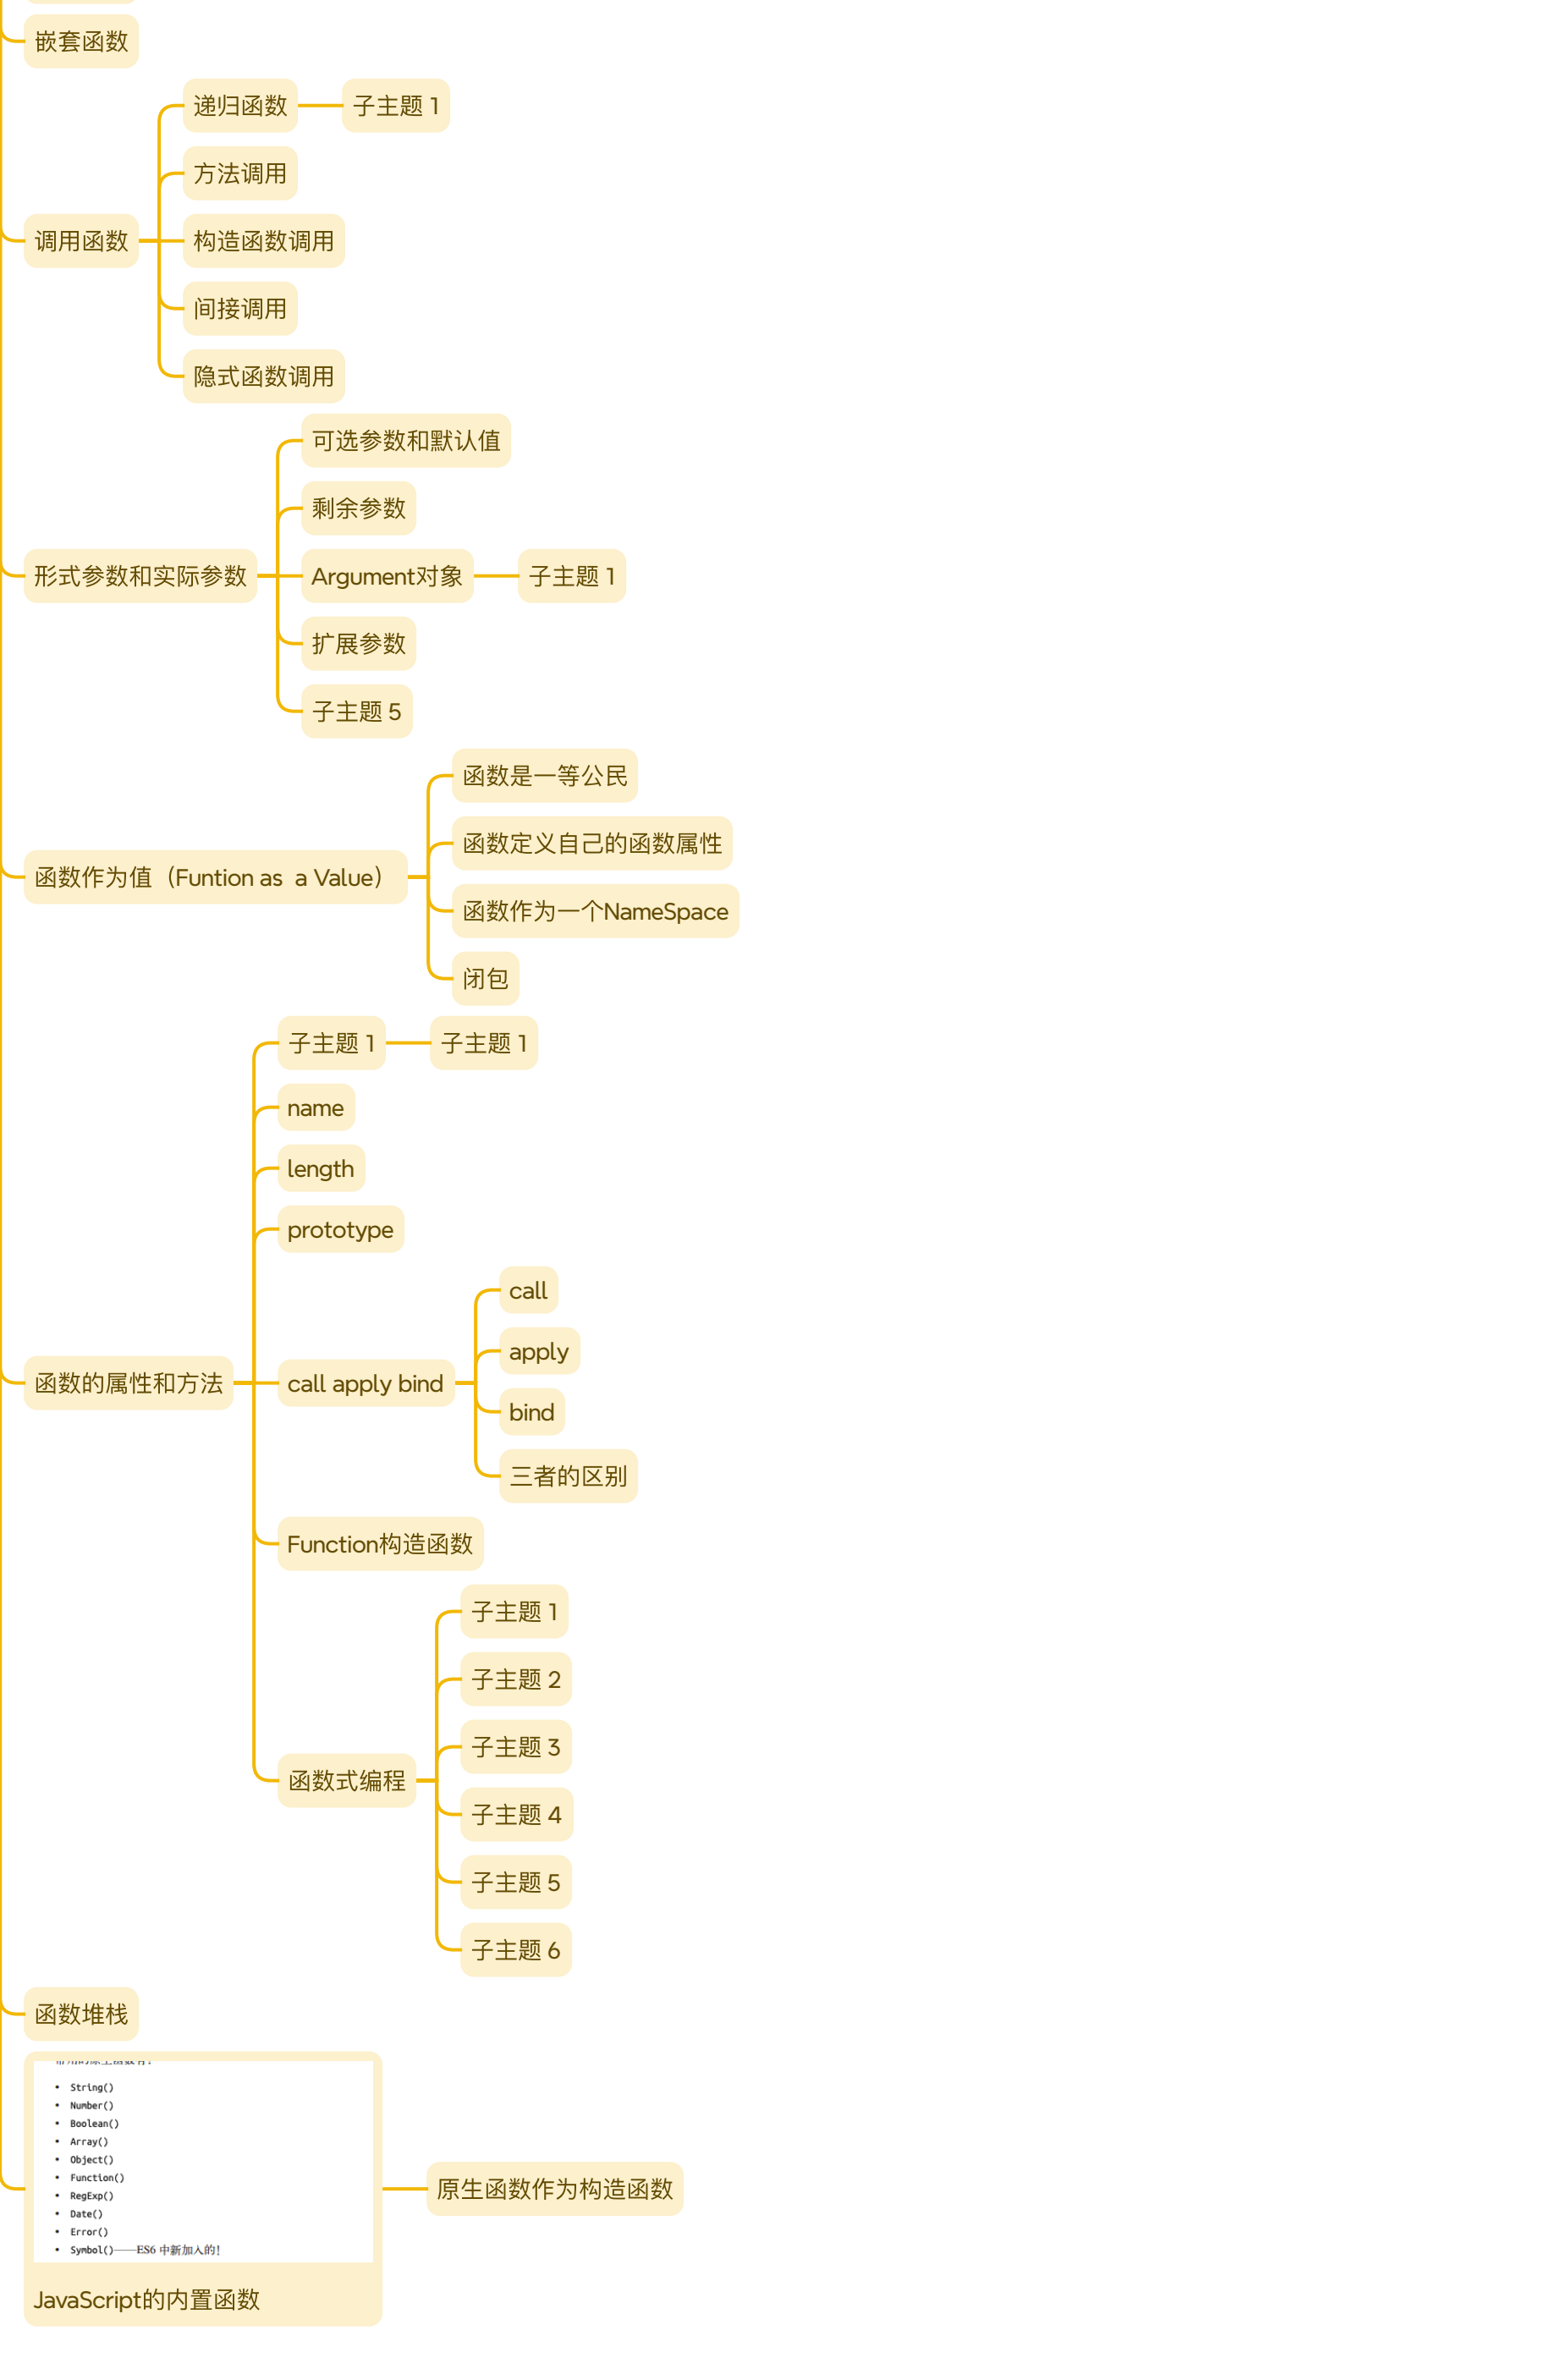 嵌套函数
调用函数
递归函数
子主题 1
方法调用
构造函数调用
间接调用
隐式函数调用
形式参数和实际参数
可选参数和默认值
剩余参数
Argument对象
子主题 1
扩展参数
子主题 5
函数作为值（Funtion as  a Value）
函数是一等公民
函数定义自己的函数属性
函数作为一个NameSpace
闭包
函数的属性和方法
子主题 1
子主题 1
name
length
prototype
call apply bind
call
apply
bind
三者的区别
Function构造函数
函数式编程
子主题 1
子主题 2
子主题 3
子主题 4
子主题 5
子主题 6
函数堆栈
• String()
• Number()
• Boolean()
• Array()
• Object()
• Function()
• RegExp()
• Date()
• Error()
• Symbol()——ES6 中新加入的！
JavaScript的内置函数
原生函数作为构造函数